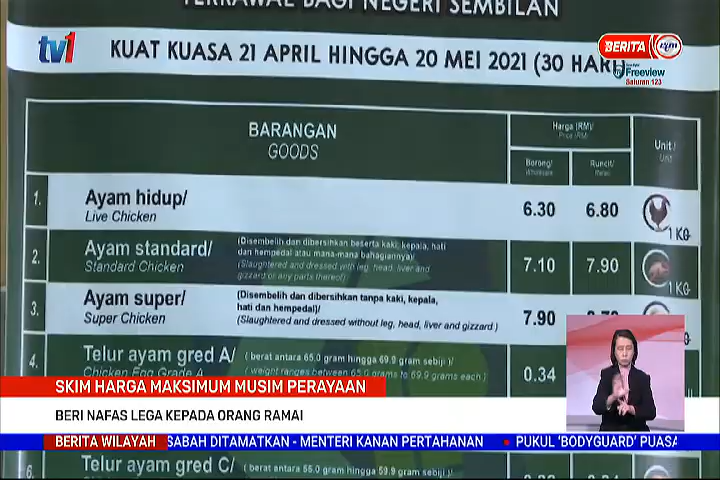 TERKAWAL BAGI NEGERI SEMBILAN
tv1
BERITA rtm
KUAT KUASA 21 APRIL HINGGA 20 MEI 2021 (30 HARI)
Freeview
Saluran 123
BARANGAN
GOODS
Harga (RM)/
Price (RM)
Unit/
Unit
Borong/
Wholesale
Runcit/
Retail
1. Ayam hidup/
Live Chicken
6.30 6.80
1 KG
2. Ayam standard/
Standard Chicken
(Disembelih dan dibersihkan beserta kaki, kepala, hati
dan hempedal atau mana-mana bahagiannya)/
(Slaughtered and dressed with leg, head, liver and
gizzard or any parts thereof)
7.10 7.90
1 KG
3. Ayam super/
Super Chicken
(Disembelih dan dibersihkan tanpa kaki, kepala,
hati dan hempedal)/
(Slaughtered and dressed without leg, head, liver and gizzard )
7.90
4. Telur ayam gred A/
Chicken Egg Grade A
( berat antara 65.0 gram hingga 69.9 gram sebiji )/
( weight ranges between 65.0 grams to 69.9 grams each )
0.34
SKIM HARGA MAKSIMUM MUSIM PERAYAAN
BERI NAFAS LEGA KEPADA ORANG RAMAI
BERITA WILAYAH SABAH DITAMATKAN - MENTERI KANAN PERTAHANAN • PUKUL 'BODYGUARD' PUASA
6. Telur ayam gred C/
( berat antara 55.0 gram hingga 59.9 gram sebiji )/